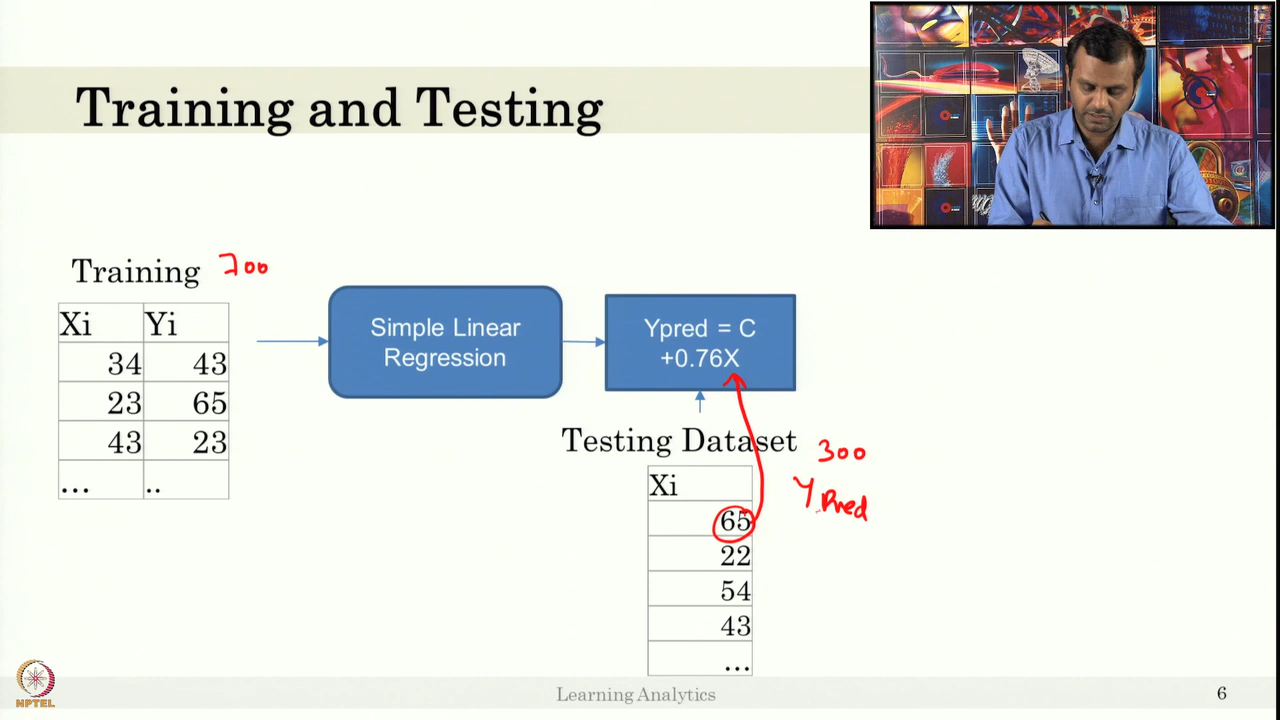 Training and Testing
Training 700
Xi Yi
34 43
23 65
43 23
... ..
Simple Linear
Regression
Ypred = C
+0.76X
Testing Dataset
300
Y Pred
Xi
65
22
54
43
...
NPTEL
Learning Analytics
6